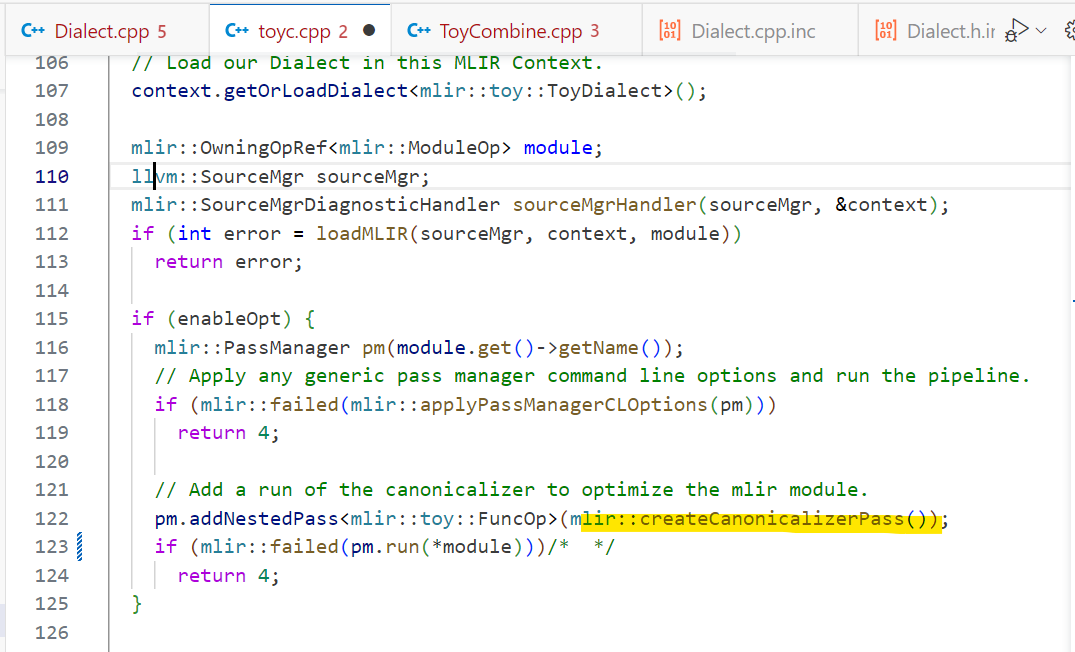 Dialect.cpp 5
toyc.cpp 2
ToyCombine.cpp 3
Dialect.cpp.inc
Dialect.h.in
106 // Load our Dialect in this MLIR Context.
107 context.getOrLoadDialect<mlir::toy::ToyDialect>();
108
109 mlir::OwningOpRef<mlir::ModuleOp> module;
110 llvm::SourceMgr sourceMgr;
111 mlir::SourceMgrDiagnosticHandler sourceMgrHandler(sourceMgr, &context);
112 if (int error = loadMLIR(sourceMgr, context, module))
113 return error;
114
115 if (enableOpt) {
116 mlir::PassManager pm(module.get()->getName());
117 // Apply any generic pass manager command line options and run the pipeline.
118 if (mlir::failed(mlir::applyPassManagerCLOptions(pm)))
119 return 4;
120
121 // Add a run of the canonicalizer to optimize the mlir module.
122 pm.addNestedPass<mlir::toy::FuncOp>(mlir::createCanonicalizerPass());
123 if (mlir::failed(pm.run(*module)))/*  */
124 return 4;
125 }
126